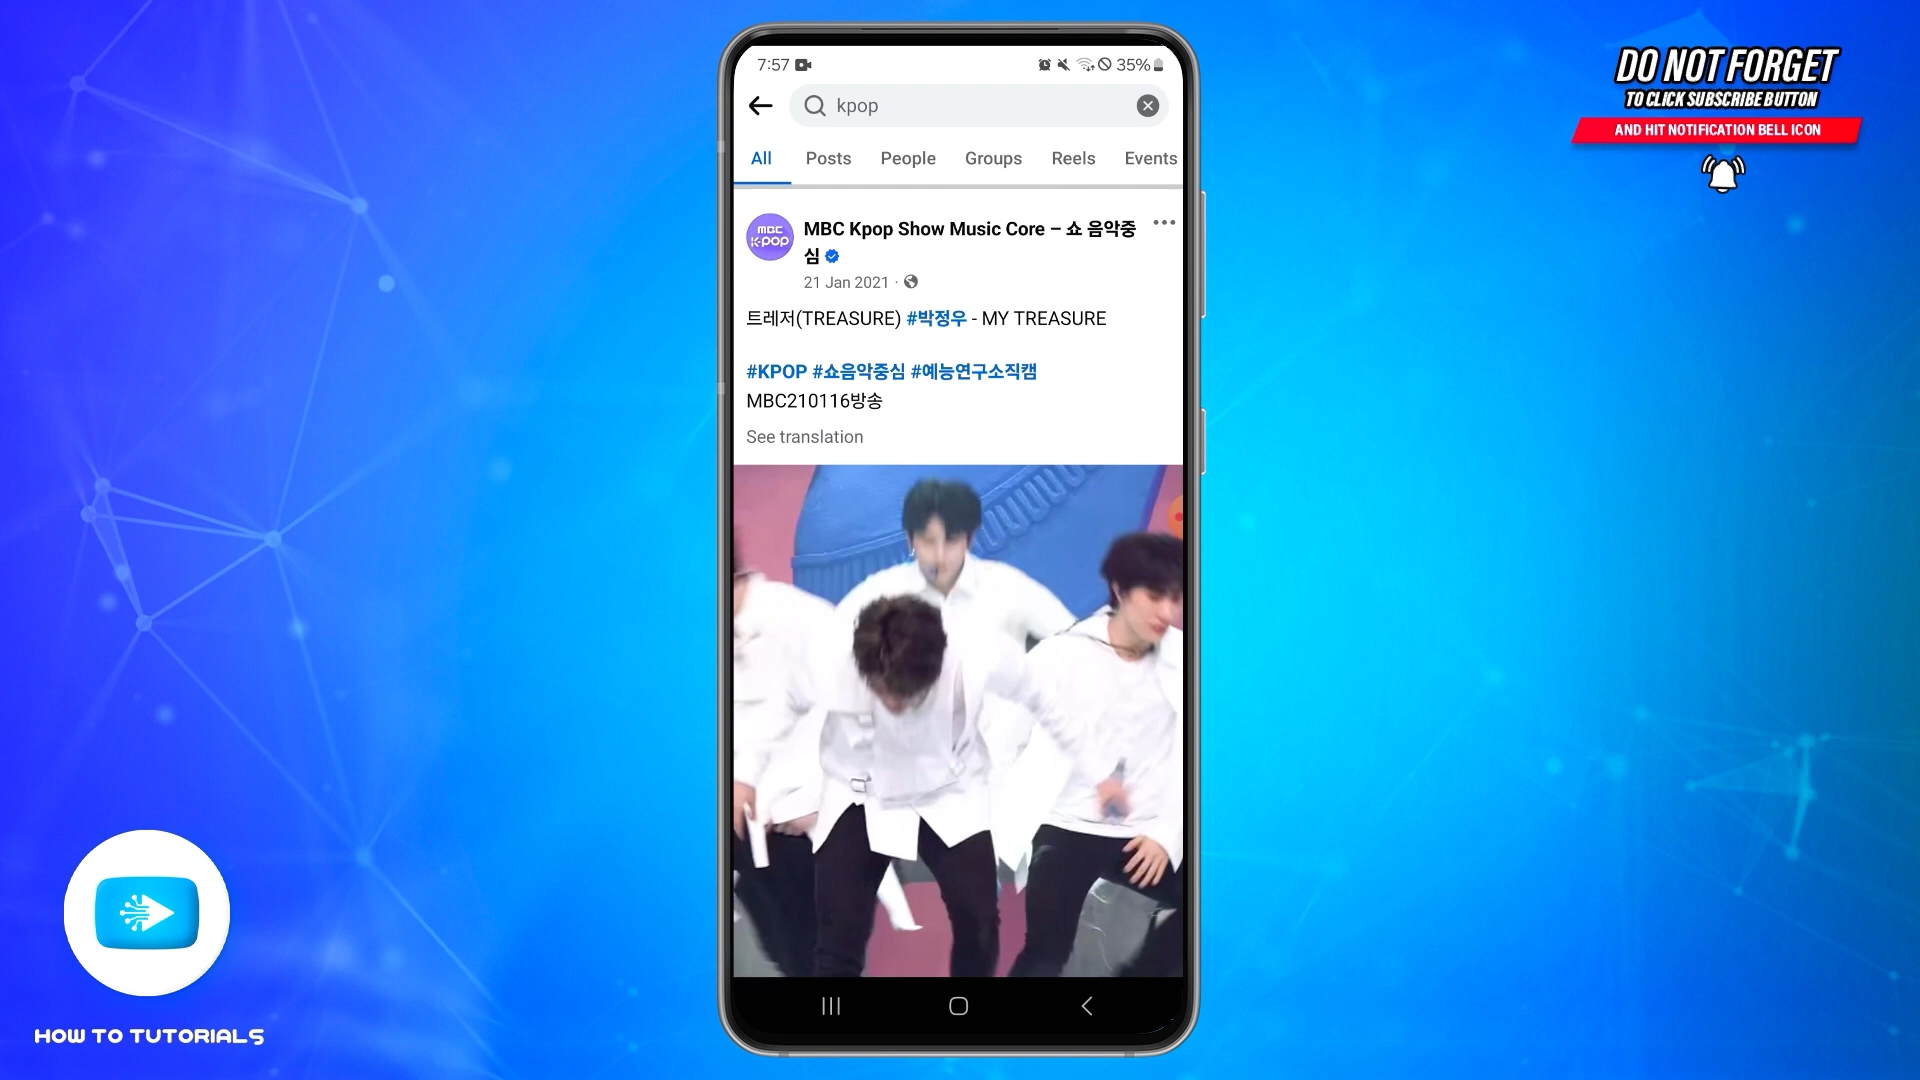 DO NOT FORGET
TO CLICK SUBSCRIBE BUTTON
AND HIT NOTIFICATION BELL ICON
7:57
35%
kpop
All Posts People Groups Reels Events
MBC K-pop
MBC Kpop Show Music Core – 쇼 음악중
심
21 Jan 2021 ·
트레저(TREASURE) #박정우 - MY TREASURE
#KPOP #쇼음악중심 #예능연구소직캠
MBC210116방송
See translation
HOW TO TUTORIALS